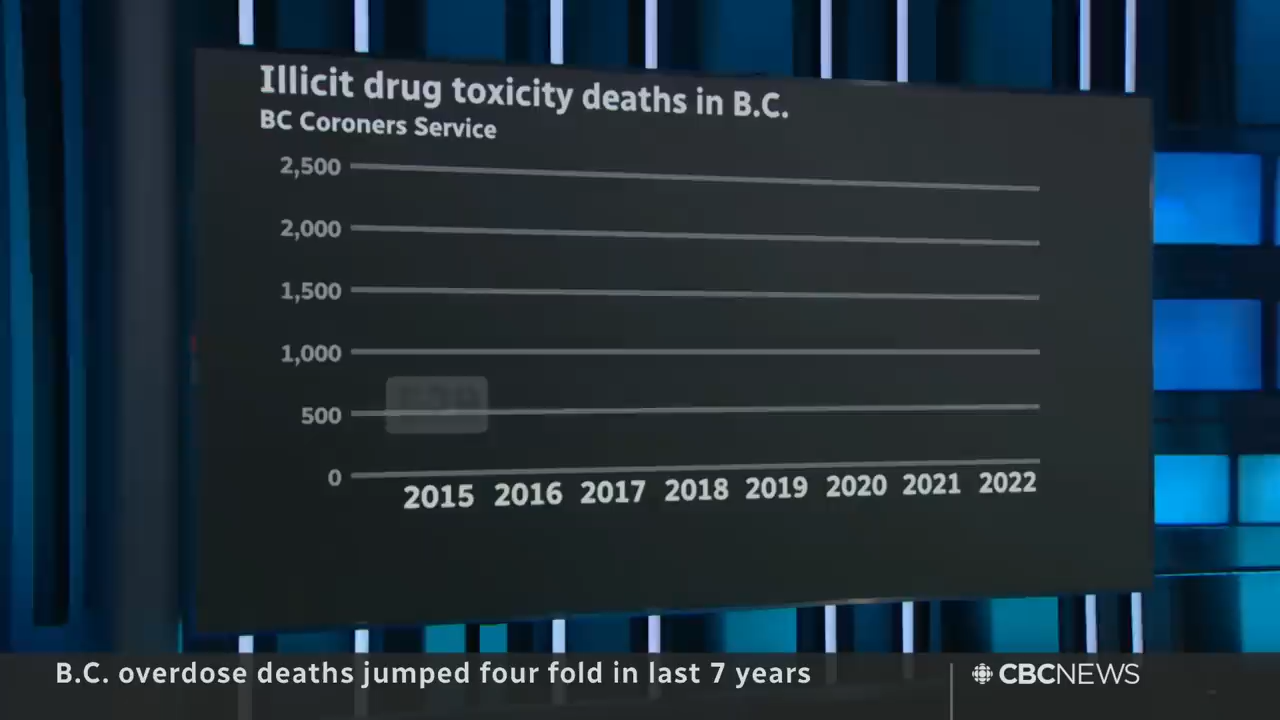 Illicit drug toxicity deaths in B.C.
BC Coroners Service
2,500
2,000
1,500
1,000
500
0
2015 2016 2017 2018 2019 2020 2021 2022
B.C. overdose deaths jumped four fold in last 7 years
CBCNEWS